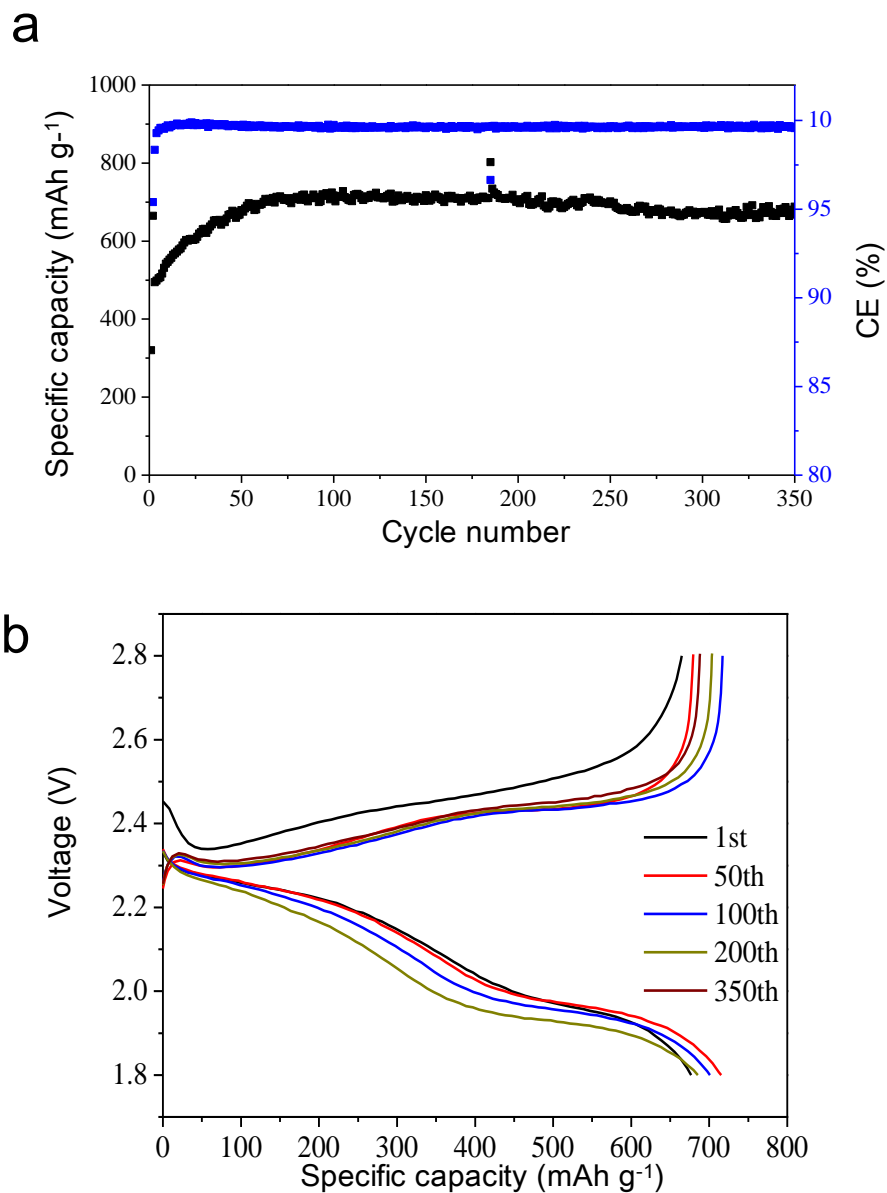 a
1000
800
600
400
200
0
Specific capacity (mAh g-1)
10
95
90
85
80
CE (%)
0 50 100 150 200 250 300 350
Cycle number
b
2.8
2.6
2.4
2.2
2.0
1.8
Voltage (V)
1st
50th
100th
200th
350th
0 100 200 300 400 500 600 700 800
Specific capacity (mAh g-1)